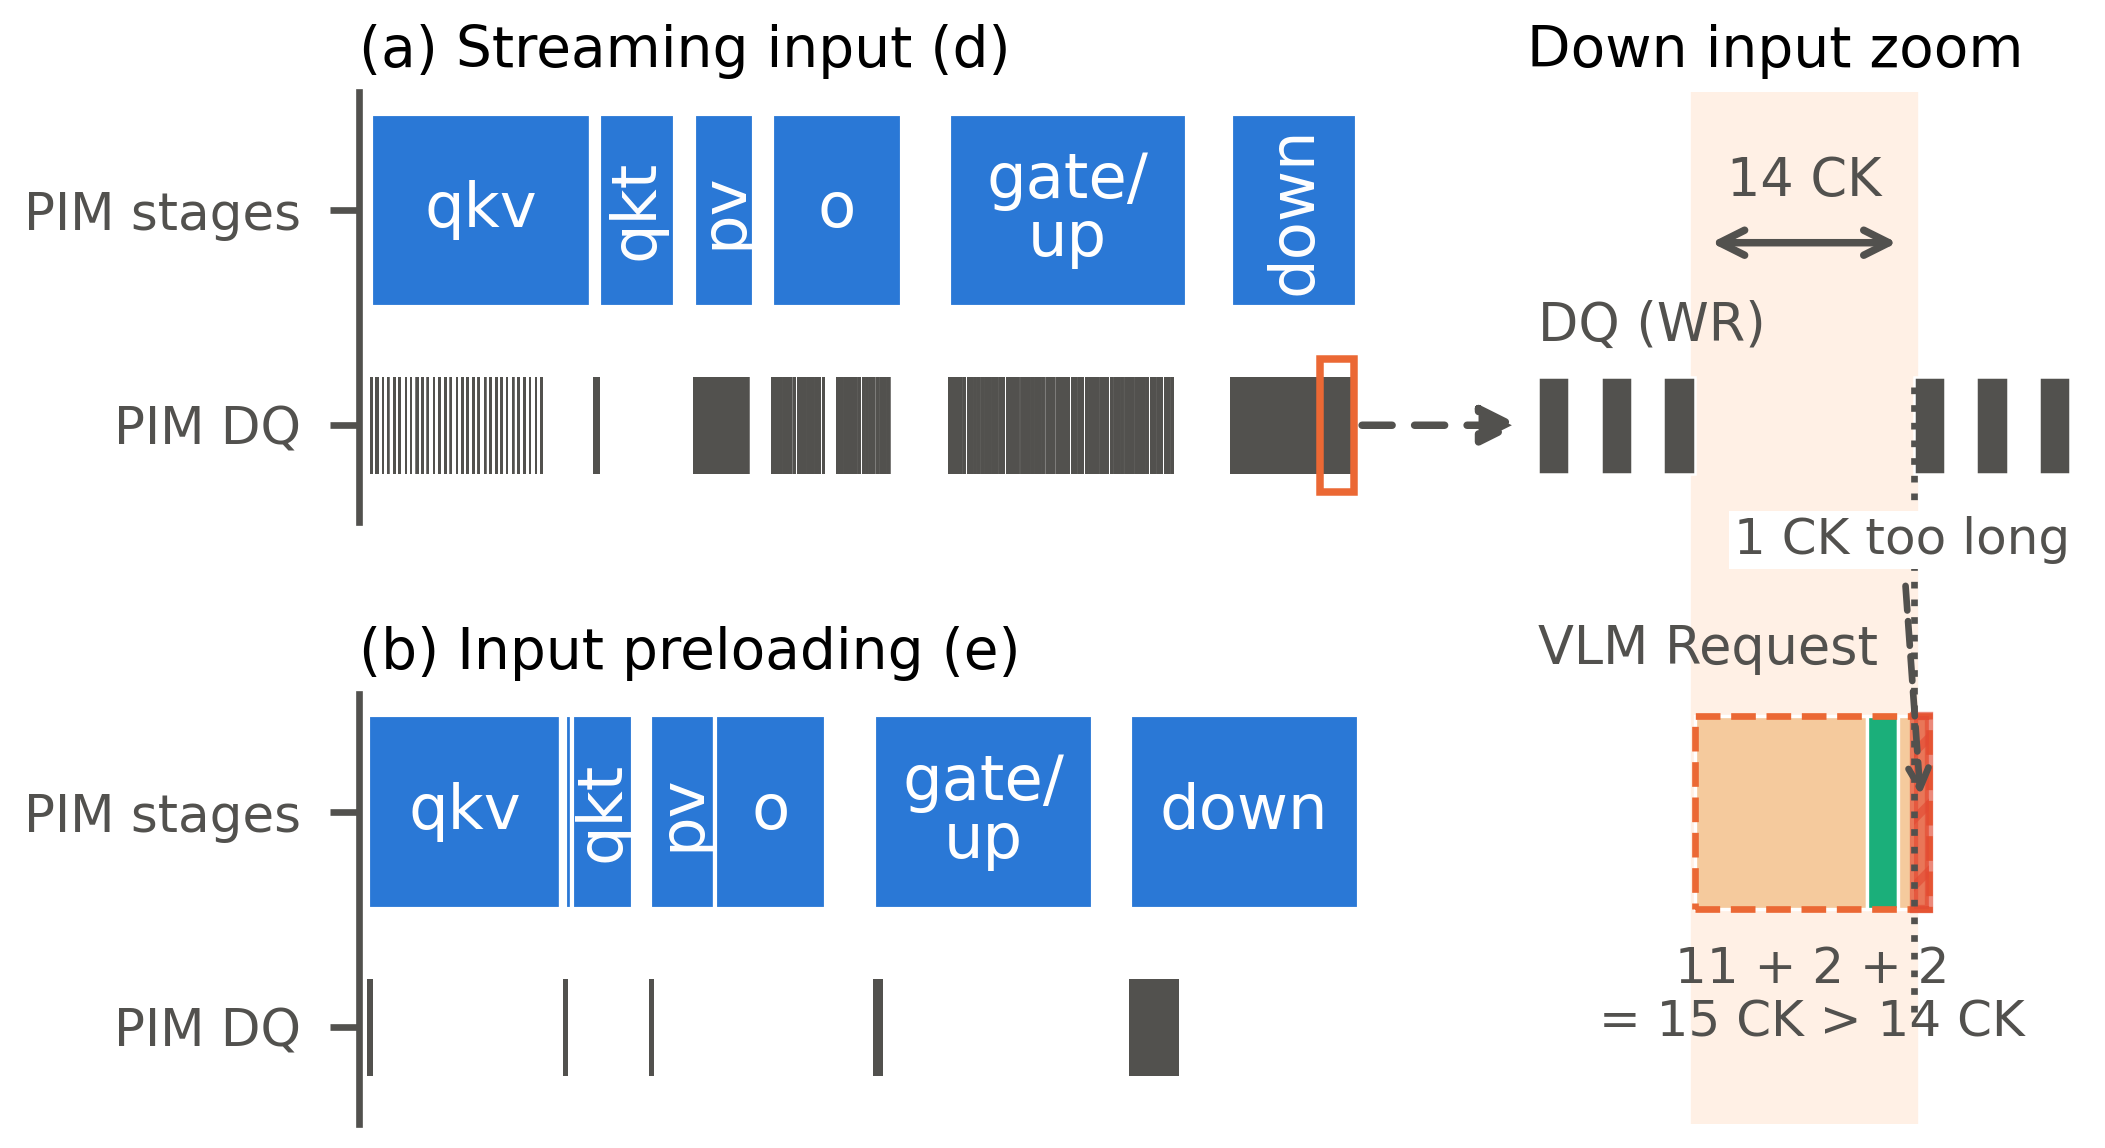 (a) Streaming input (d)
Down input zoom
PIM stages
qkv
qkt
pv
o
gate/
up
down
14 CK
DQ (WR)
PIM DQ
1 CK too long
(b) Input preloading (e)
VLM Request
PIM stages
qkv
qkt
pv
o
gate/
up
down
11 + 2 + 2
= 15 CK > 14 CK
PIM DQ